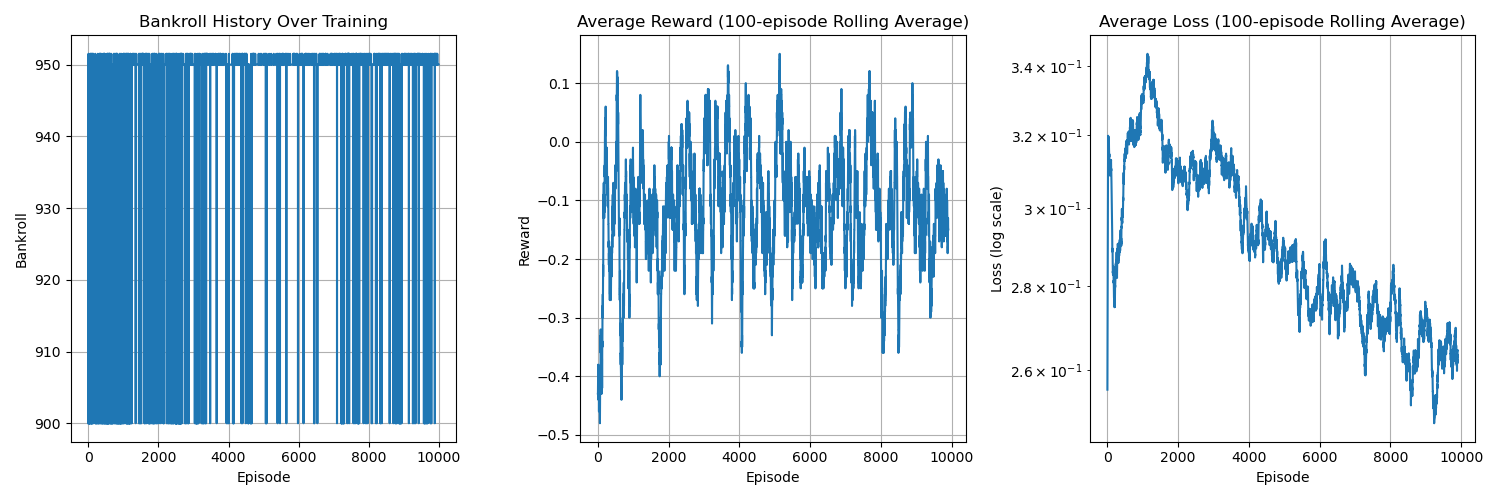 Bankroll History Over Training
950
940
930
920
910
900
Bankroll
0 2000 4000 6000 8000 10000
Episode
Average Reward (100-episode Rolling Average)
0.1
0.0
−0.1
−0.2
−0.3
−0.4
−0.5
Reward
0 2000 4000 6000 8000 10000
Episode
Average Loss (100-episode Rolling Average)
3.4 × 10⁻¹
3.2 × 10⁻¹
3 × 10⁻¹
2.8 × 10⁻¹
2.6 × 10⁻¹
Loss (log scale)
0 2000 4000 6000 8000 10000
Episode